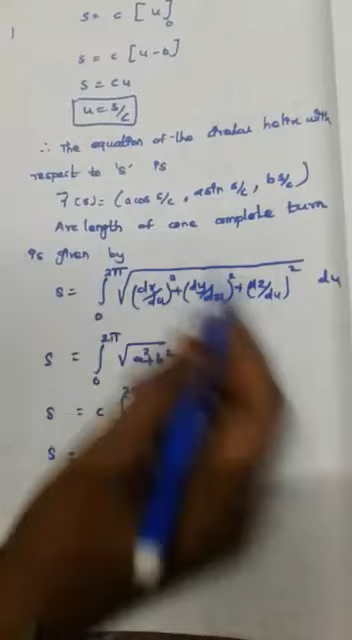 s = c [u]₀
s = c [u-0]
s = cu
u = s/c
∴ The equation of the circular helix with
respect to 's' is
r̄(s) = (a cos s/c, a sin s/c, b s/c)
Arc length of one complete turn
is given by
s = ∫₀^2π √(dx/du)² + (dy/du)² + (dz/du)² du
s = ∫₀^2π √a²+b²
s = c ∫
s =